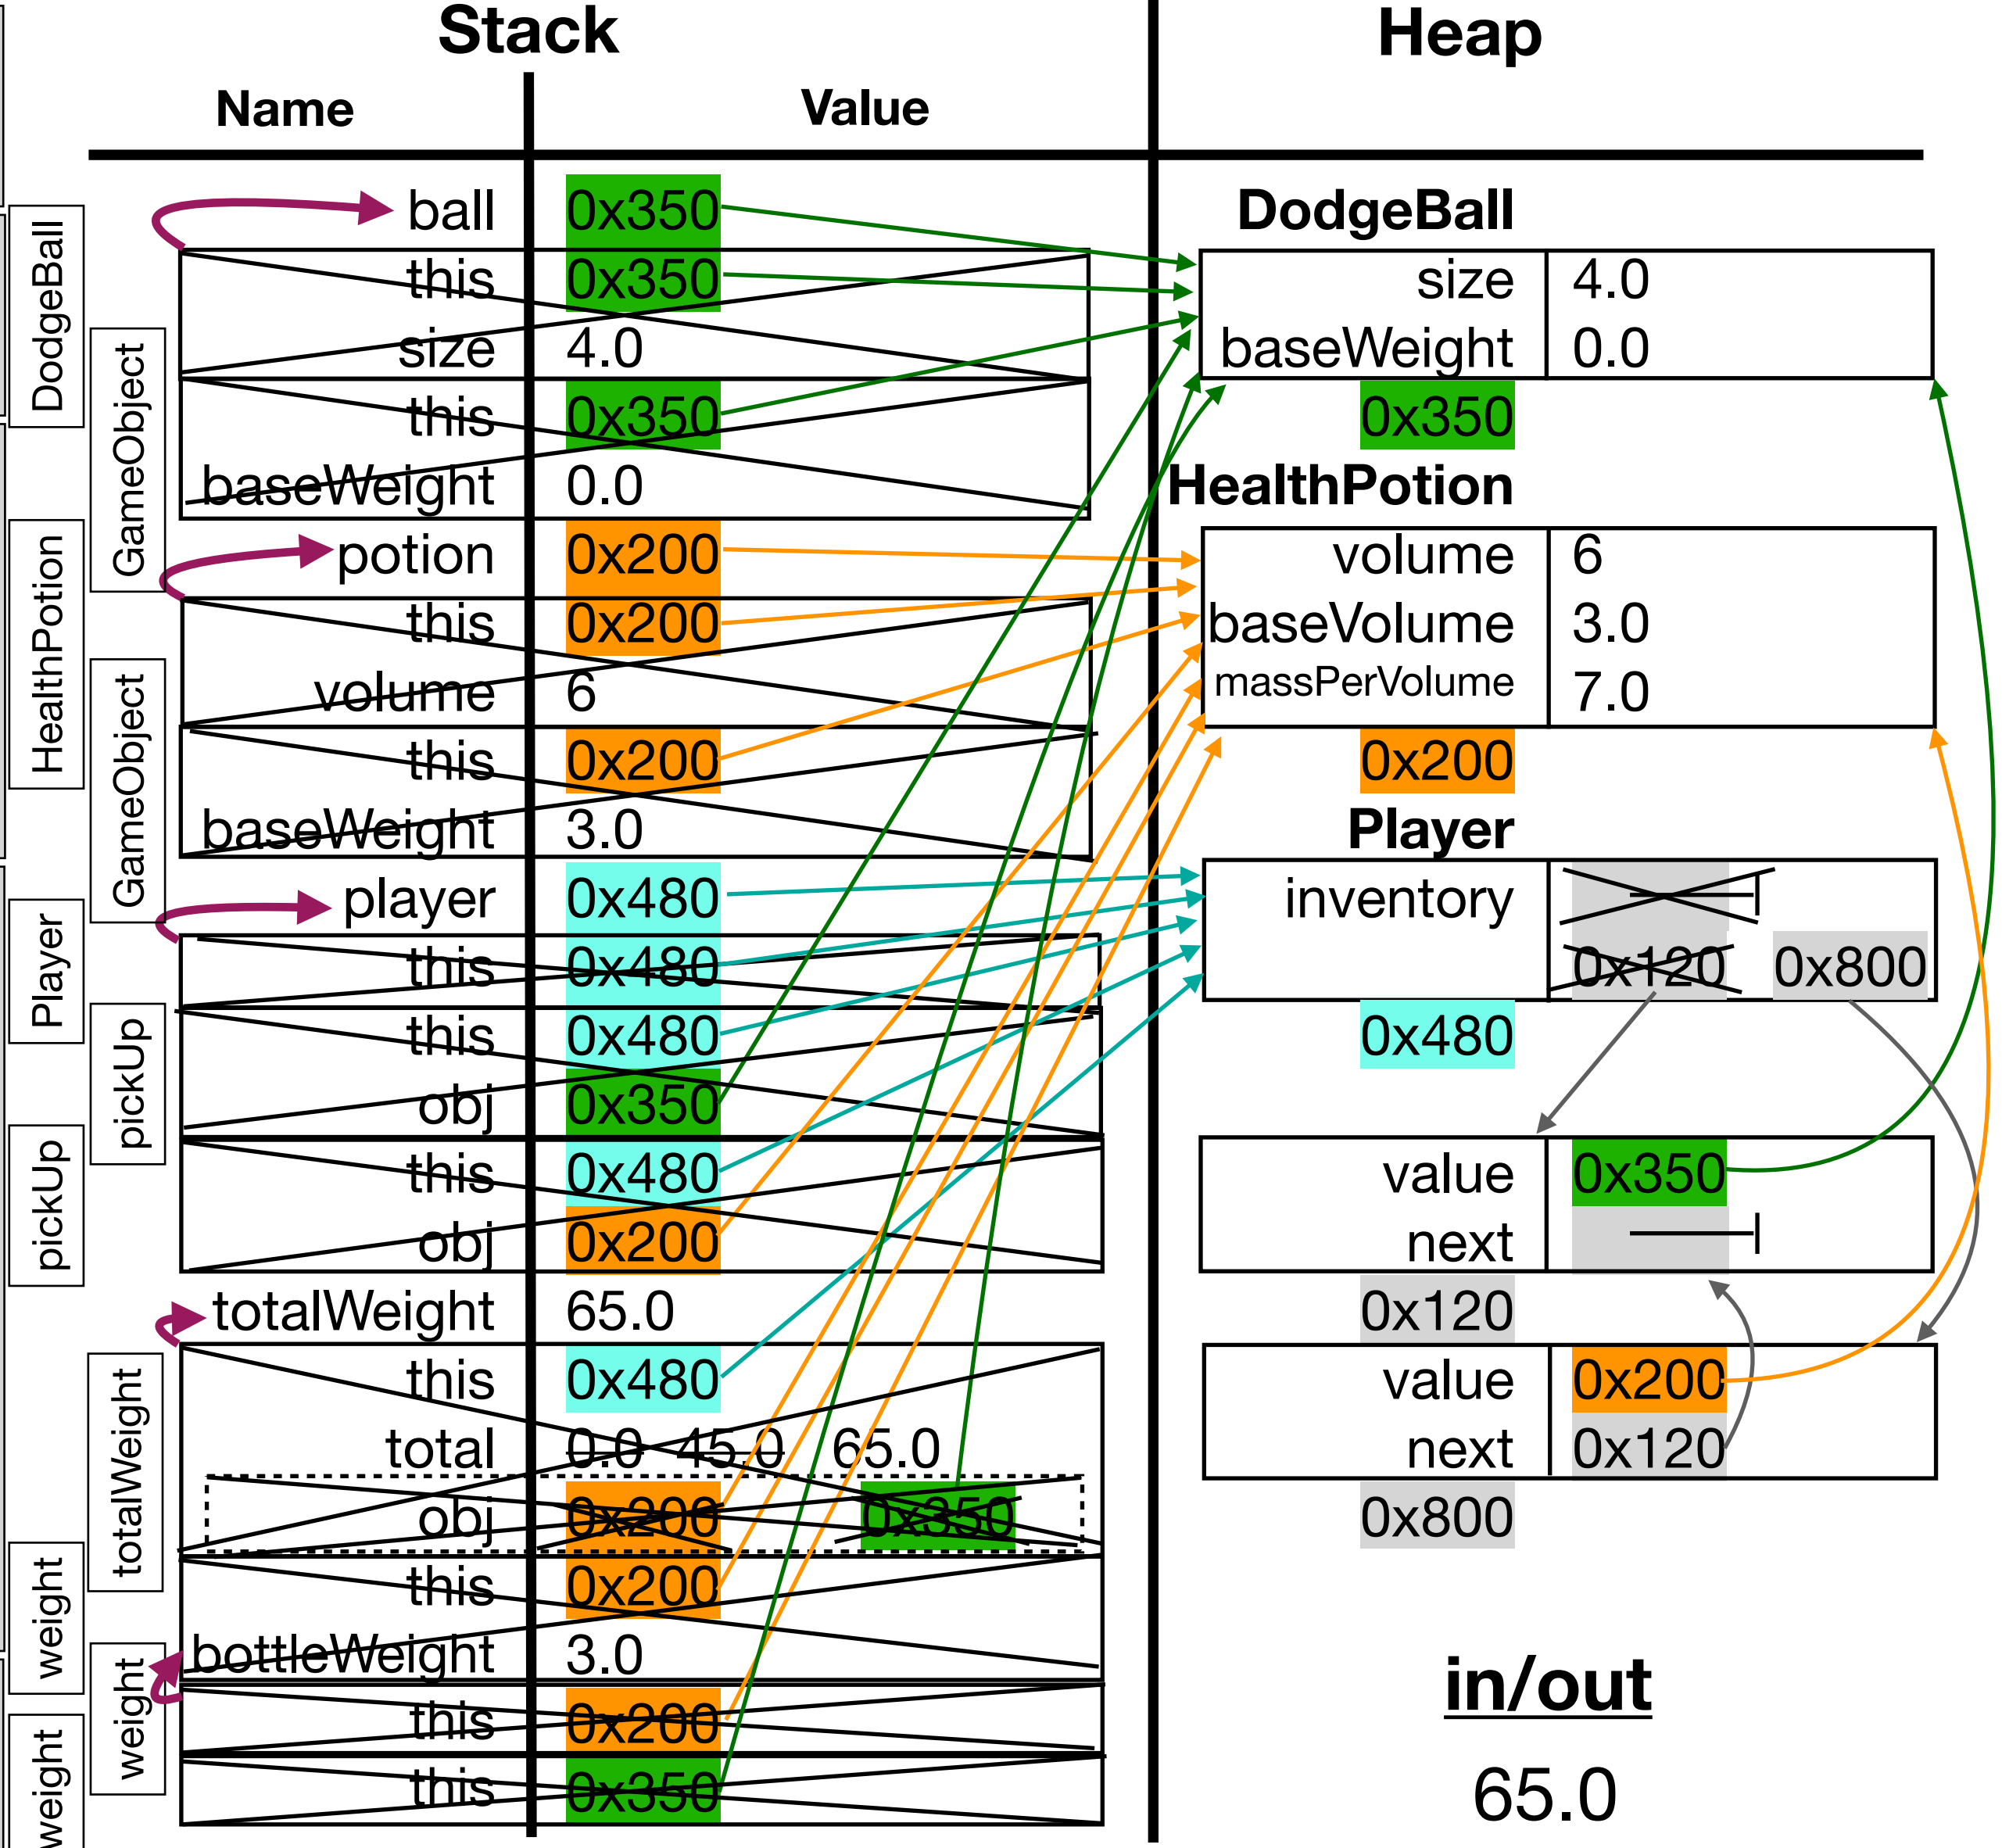 Stack
Heap
Name
Value
DodgeBall
GameObject
HealthPotion
GameObject
Player
pickUp
pickUp
totalWeight
weight
weight
weight
ball 0x350
this 0x350
size 4.0
this 0x350
baseWeight 0.0
potion 0x200
this 0x200
volume 6
this 0x200
baseWeight 3.0
player 0x480
this 0x480
this 0x480
obj 0x350
this 0x480
obj 0x200
totalWeight 65.0
this 0x480
total 0.0 45.0 65.0
obj 0x200 0x350
this 0x200
bottleWeight 3.0
this 0x200
this 0x350
DodgeBall
size 4.0
baseWeight 0.0
0x350
HealthPotion
volume 6
baseVolume 3.0
massPerVolume 7.0
0x200
Player
inventory
0x120 0x800
0x480
value 0x350
next
0x120
value 0x200
next 0x120
0x800
in/out
65.0